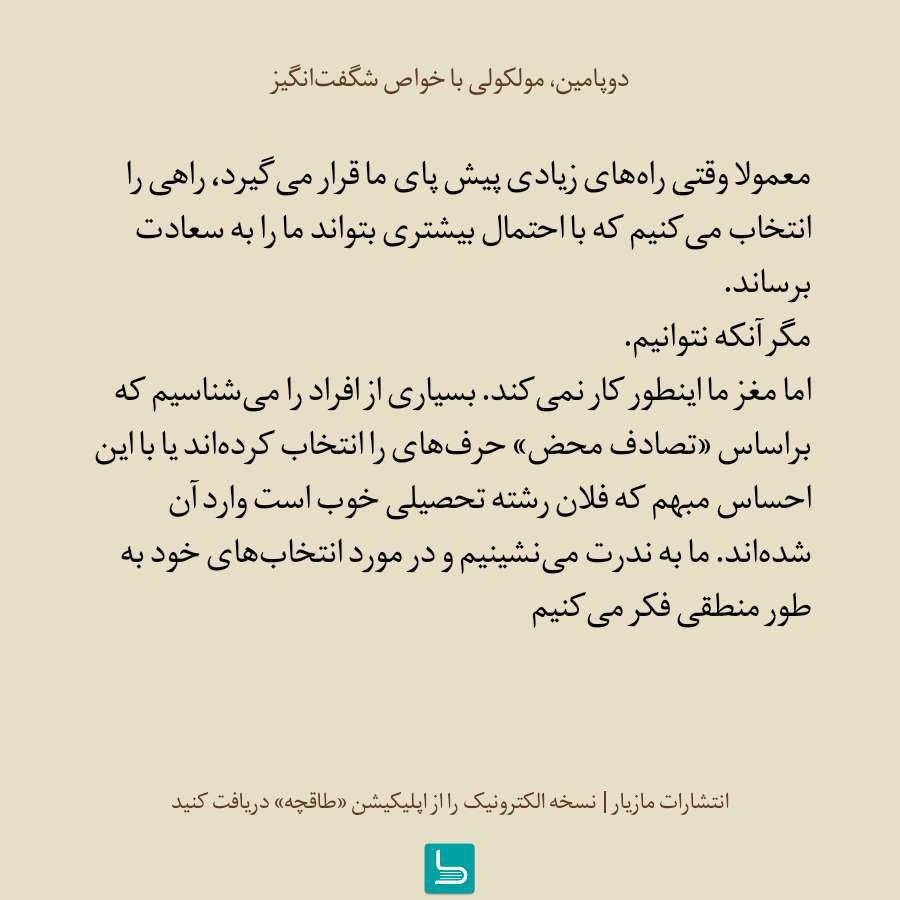 دوپامین، مولکولی با خواص شگفت‌انگیز
معمولا وقتی راه‌های زیادی پیش پای ما قرار می‌گیرد، راهی را
انتخاب می‌کنیم که با احتمال بیشتری بتواند ما را به سعادت
برساند.
مگر آنکه نتوانیم.
اما مغز ما اینطور کار نمی‌کند. بسیاری از افراد را می‌شناسیم که
براساس «تصادف محض» حرف‌های را انتخاب کرده‌اند یا با این
احساس مبهم که فلان رشته تحصیلی خوب است وارد آن
شده‌اند. ما به ندرت می‌نشینیم و در مورد انتخاب‌های خود به
طور منطقی فکر می‌کنیم
انتشارات مازیار | نسخه الکترونیک را از اپلیکیشن «طاقچه» دریافت کنید